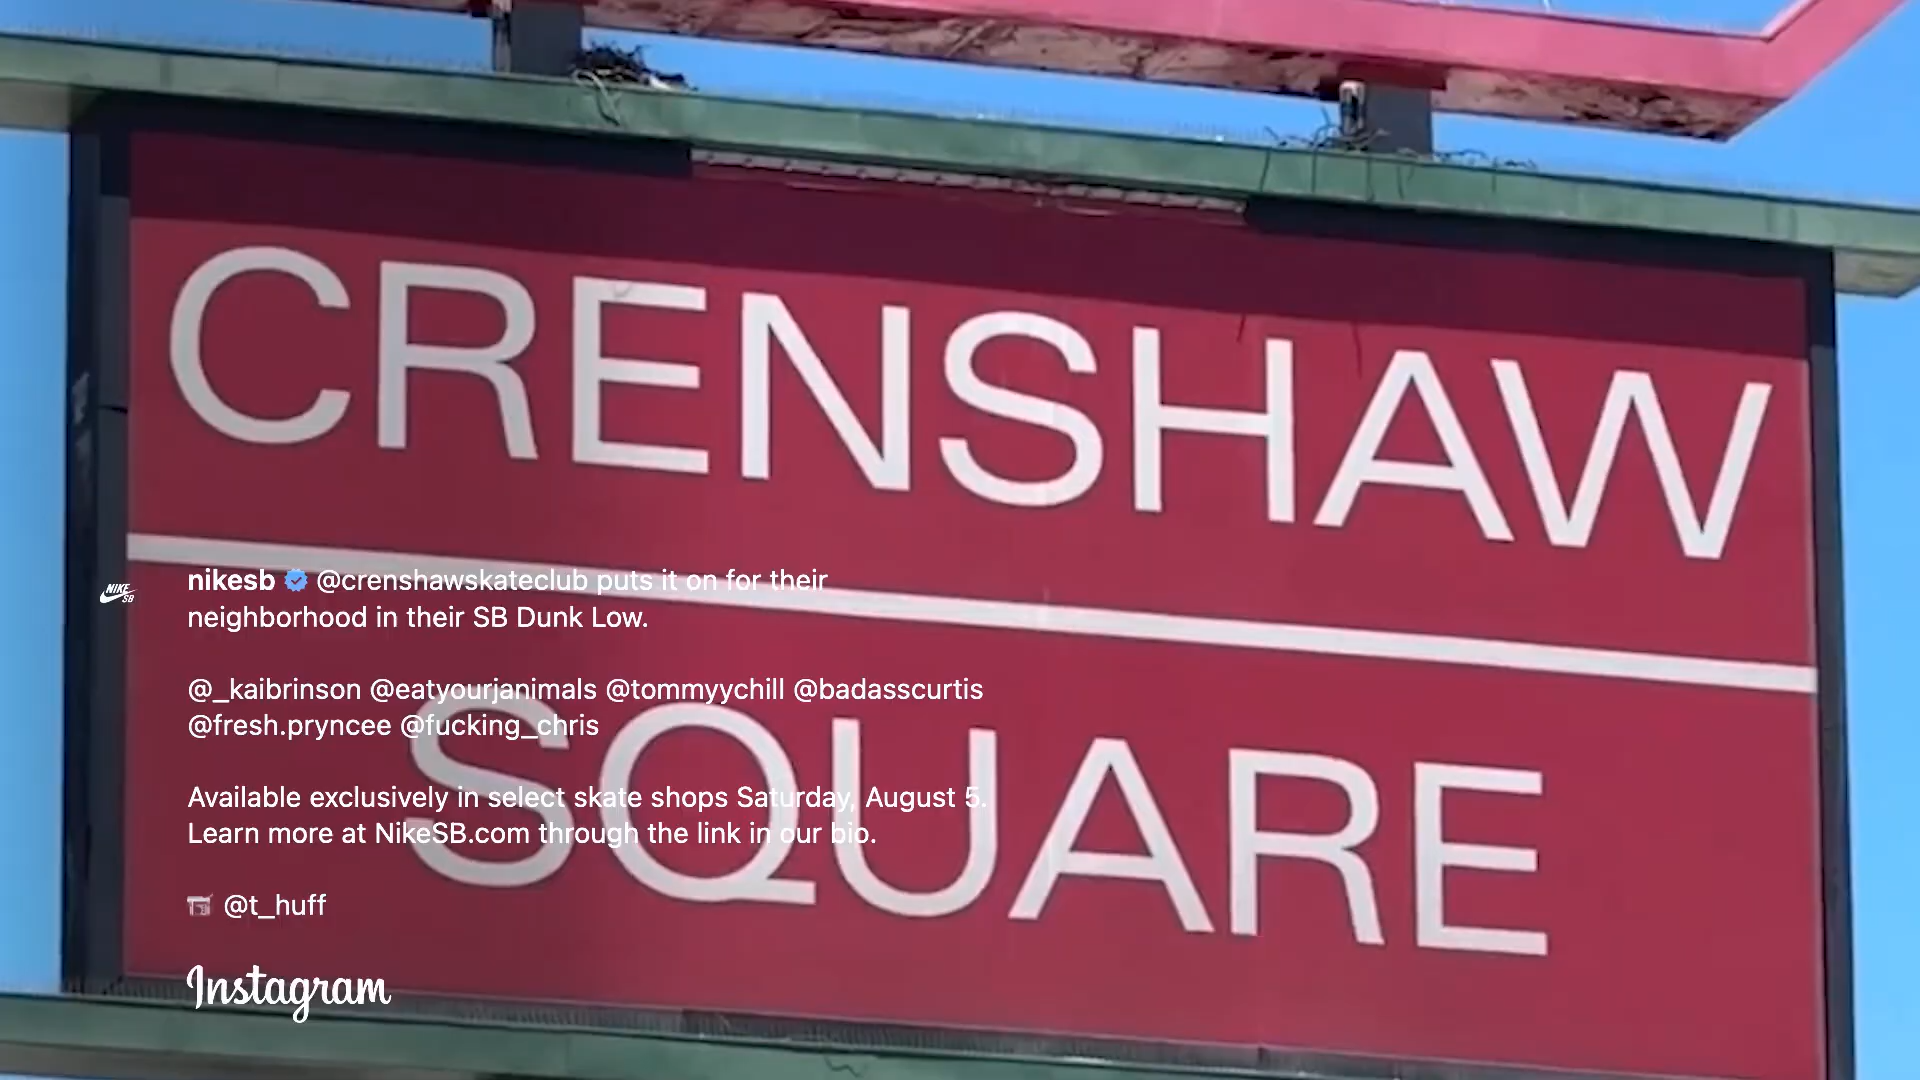 CRENSHAW
SQUARE
NIKE
SB
nikesb @crenshawskateclub puts it on for their
neighborhood in their SB Dunk Low.
@_kaibrinson @eatyourjanimals @tommyychill @badasscurtis
@fresh.pryncee @fucking_chris
Available exclusively in select skate shops Saturday, August 5.
Learn more at NikeSB.com through the link in our bio.
@t_huff
Instagram